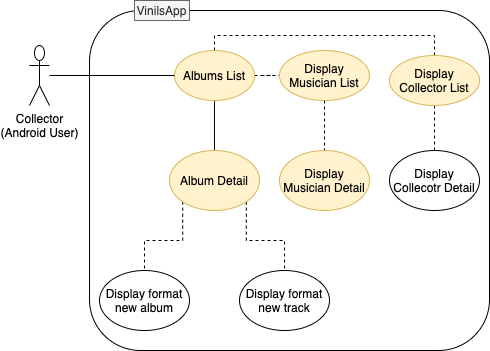 VinilsApp
Albums List
Display
Musician List
Display
Collector List
Collector
(Android User)
Album Detail
Display
Musician Detail
Display
Collecotr Detail
Display format
new album
Display format
new track